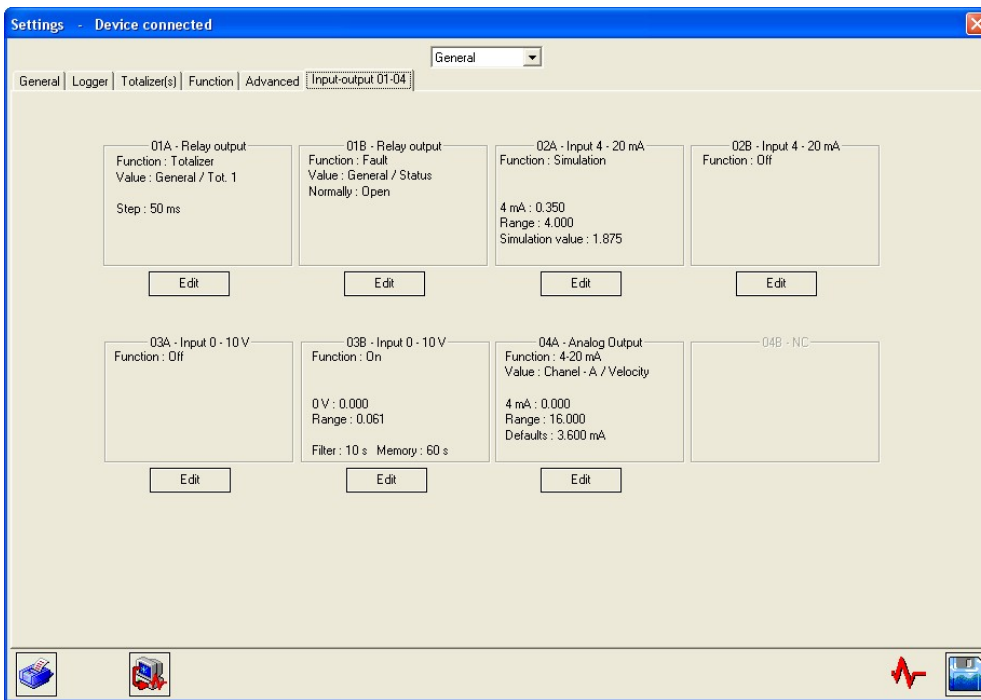 Settings - Device connected
General
General Logger Totalizer(s) Function Advanced Input-output 01-04
01A - Relay output
Function : Totalizer
Value : General / Tot. 1
Step : 50 ms
Edit
01B - Relay output
Function : Fault
Value : General / Status
Normally : Open
Edit
02A - Input 4 - 20 mA
Function : Simulation
4 mA : 0.350
Range : 4.000
Simulation value : 1.875
Edit
02B - Input 4 - 20 mA
Function : Off
Edit
03A - Input 0 - 10 V
Function : Off
Edit
03B - Input 0 - 10 V
Function : On
0 V : 0.000
Range : 0.061
Filter : 10 s Memory : 60 s
Edit
04A - Analog Output
Function : 4-20 mA
Value : Chanel - A / Velocity
4 mA : 0.000
Range : 16.000
Defaults : 3.600 mA
Edit
04B - NC